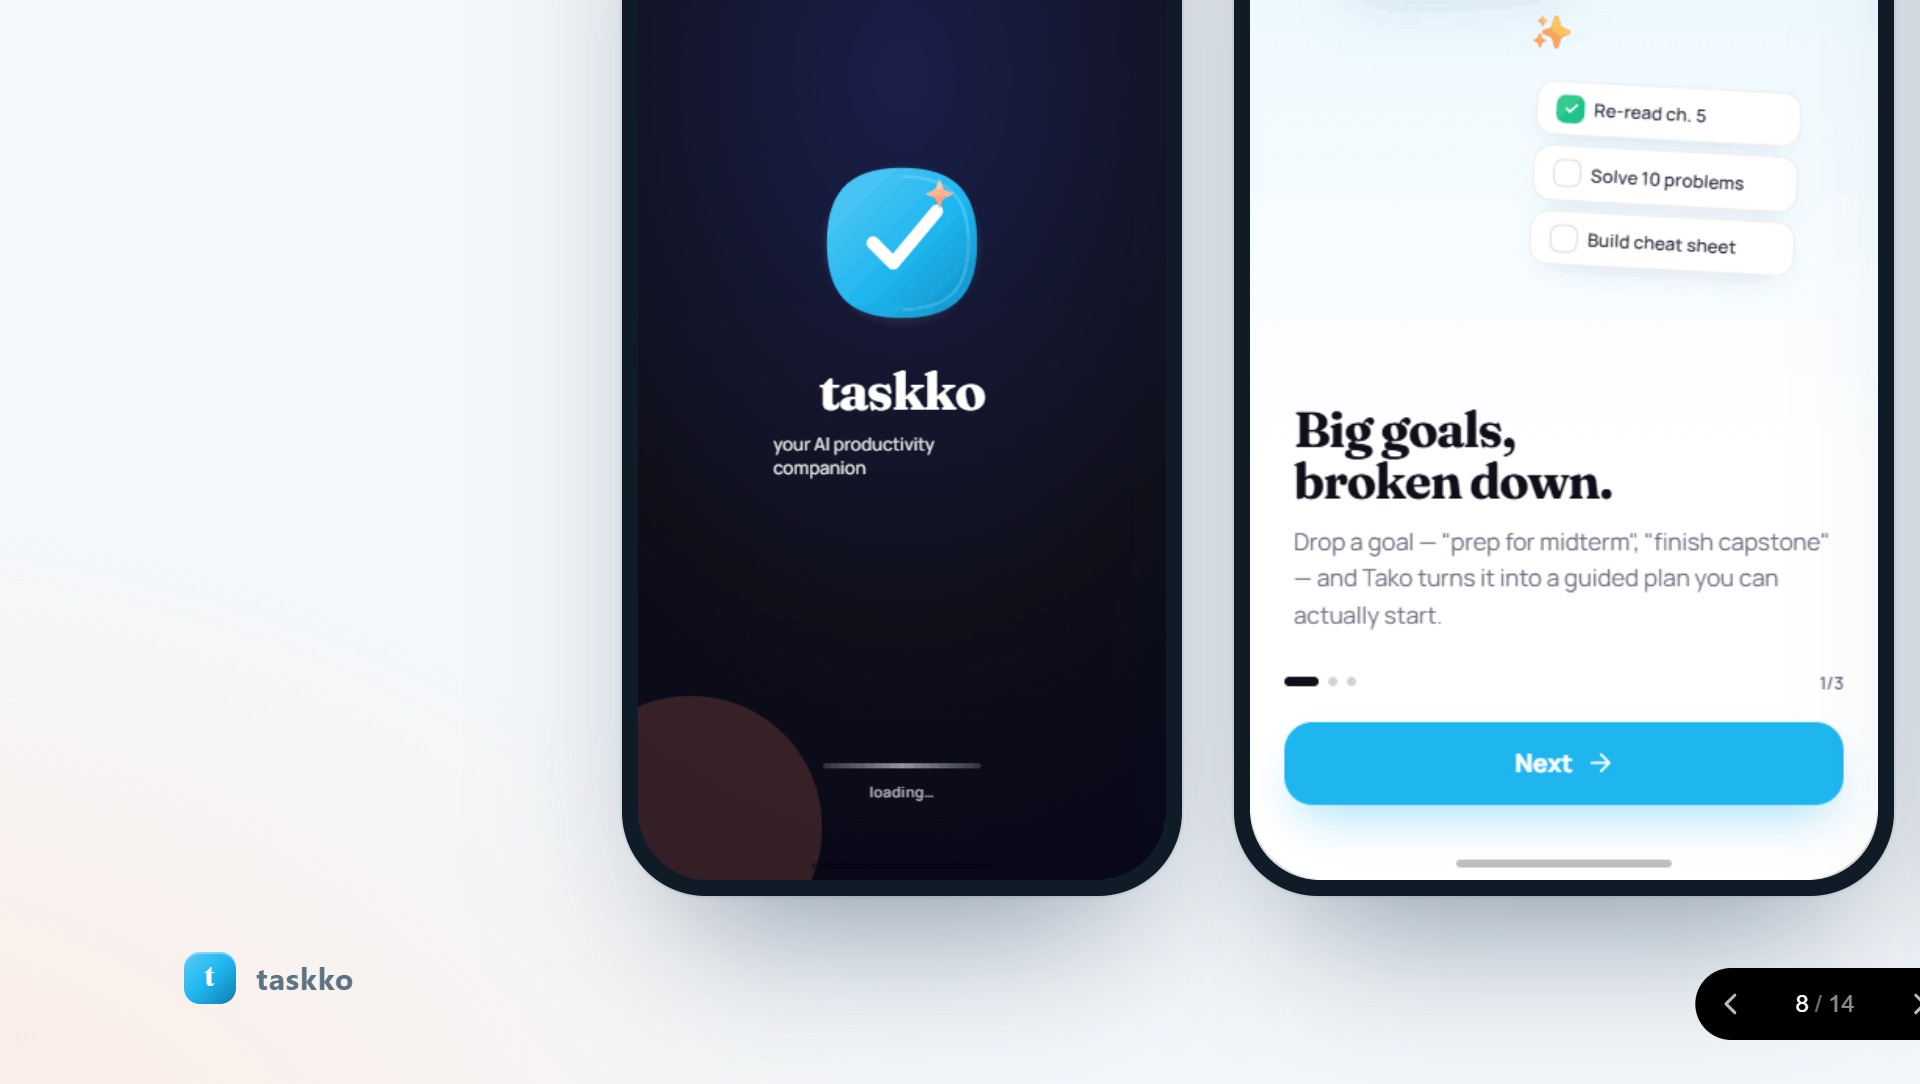 taskko
your AI productivity
companion
loading...
Re-read ch. 5
Solve 10 problems
Build cheat sheet
Big goals,
broken down.
Drop a goal — "prep for midterm", "finish capstone"
— and Tako turns it into a guided plan you can
actually start.
1/3
Next →
t taskko
8 / 14